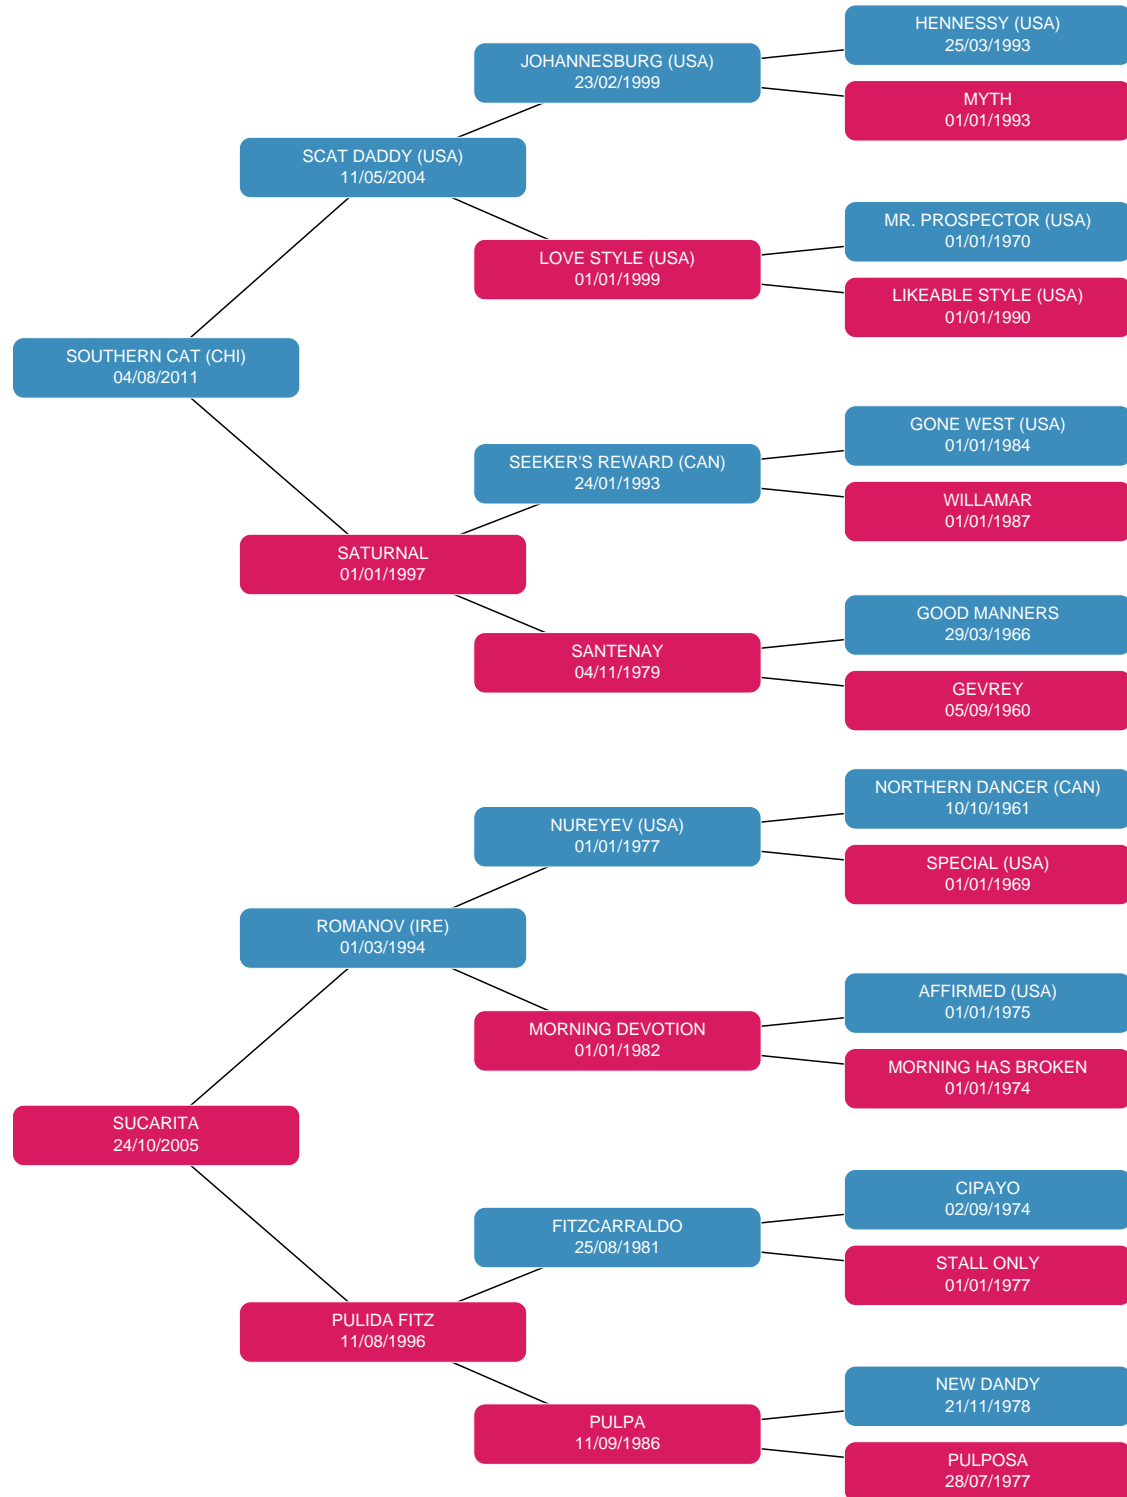 HENNESSY (USA)
25/03/1993
JOHANNESBURG (USA)
23/02/1999
MYTH
01/01/1993
SCAT DADDY (USA)
11/05/2004
MR. PROSPECTOR (USA)
01/01/1970
LOVE STYLE (USA)
01/01/1999
LIKEABLE STYLE (USA)
01/01/1990
SOUTHERN CAT (CHI)
04/08/2011
GONE WEST (USA)
01/01/1984
SEEKER'S REWARD (CAN)
24/01/1993
WILLAMAR
01/01/1987
SATURNAL
01/01/1997
GOOD MANNERS
29/03/1966
SANTENAY
04/11/1979
GEVREY
05/09/1960
NORTHERN DANCER (CAN)
10/10/1961
NUREYEV (USA)
01/01/1977
SPECIAL (USA)
01/01/1969
ROMANOV (IRE)
01/03/1994
AFFIRMED (USA)
01/01/1975
MORNING DEVOTION
01/01/1982
MORNING HAS BROKEN
01/01/1974
SUCARITA
24/10/2005
CIPAYO
02/09/1974
FITZCARRALDO
25/08/1981
STALL ONLY
01/01/1977
PULIDA FITZ
11/08/1996
NEW DANDY
21/11/1978
PULPA
11/09/1986
PULPOSA
28/07/1977